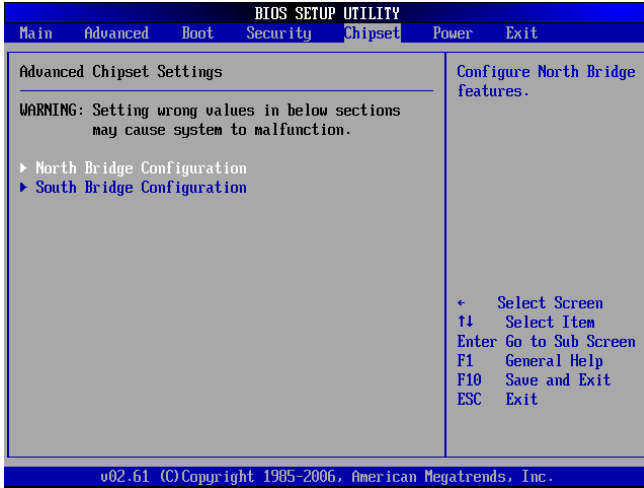 BIOS SETUP UTILITY
Main Advanced Boot Security Chipset Power Exit
Advanced Chipset Settings
WARNING: Setting wrong values in below sections
may cause system to malfunction.
▶ North Bridge Configuration
▶ South Bridge Configuration
Configure North Bridge
features.
← Select Screen
↑↓ Select Item
Enter Go to Sub Screen
F1 General Help
F10 Save and Exit
ESC Exit
v02.61 (C)Copyright 1985-2006, American Megatrends, Inc.